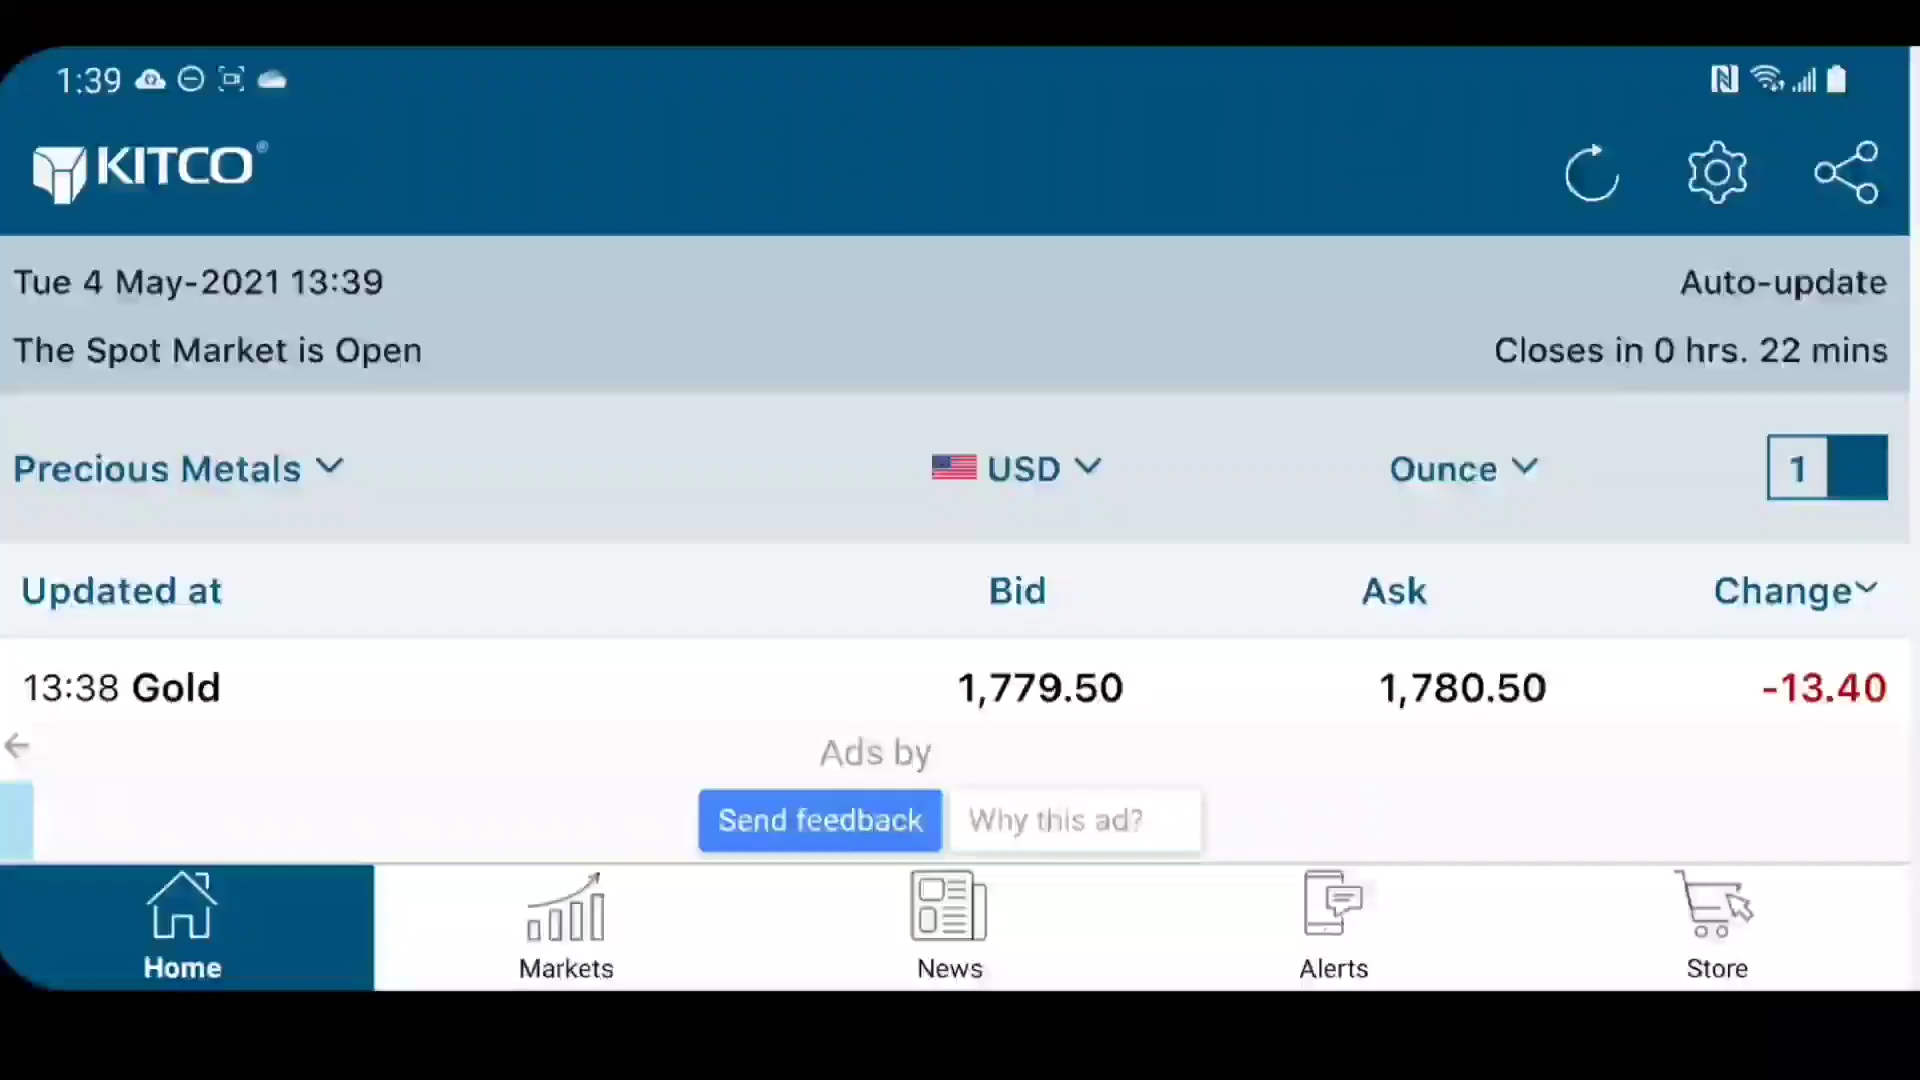 1:39
KITCO®
Tue 4 May-2021 13:39
Auto-update
The Spot Market is Open
Closes in 0 hrs. 22 mins
Precious Metals
USD
Ounce
1
Updated at
Bid
Ask
Change
13:38 Gold
1,779.50
1,780.50
-13.40
Ads by
Send feedback
Why this ad?
Home
Markets
News
Alerts
Store